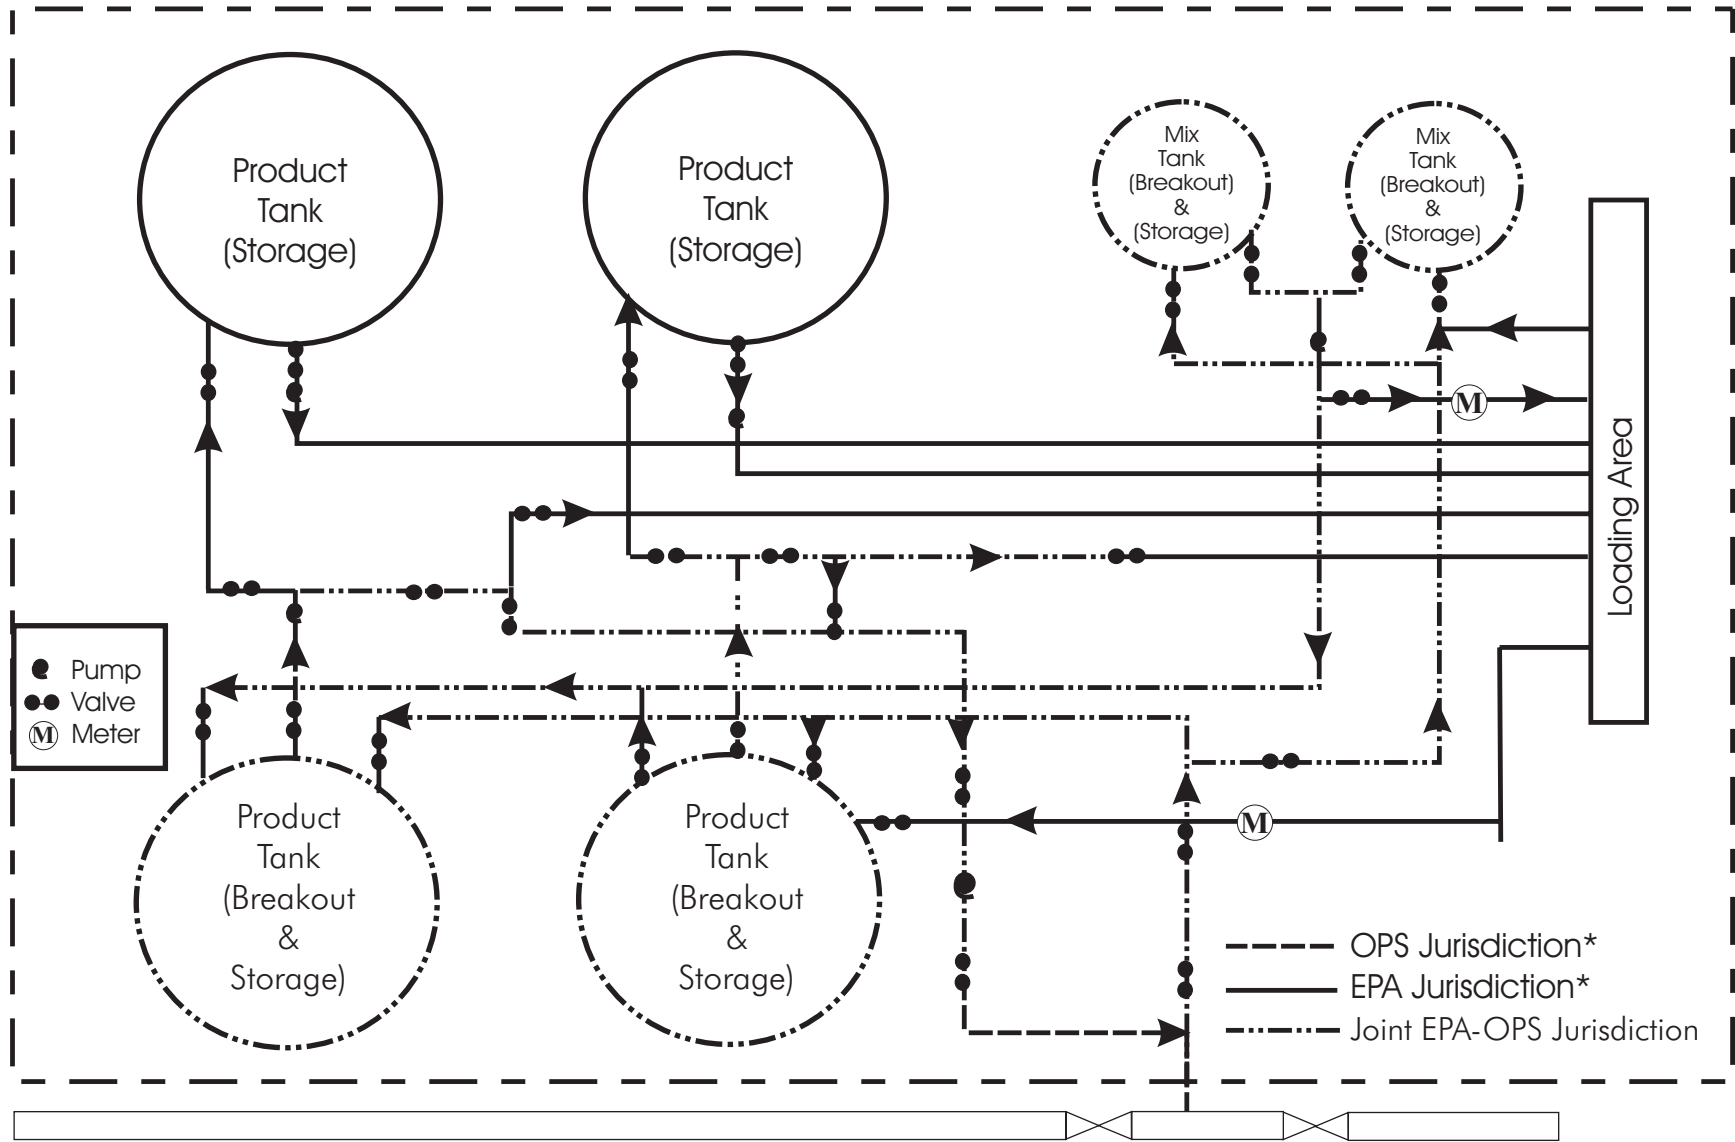 Product
Tank
(Storage)
Product
Tank
(Storage)
Mix
Tank
(Breakout)
&
(Storage)
Mix
Tank
(Breakout)
&
(Storage)
M
Loading Area
Pump
Valve
M Meter
Product
Tank
(Breakout
&
Storage)
Product
Tank
(Breakout
&
Storage)
M
OPS Jurisdiction*
EPA Jurisdiction*
Joint EPA-OPS Jurisdiction